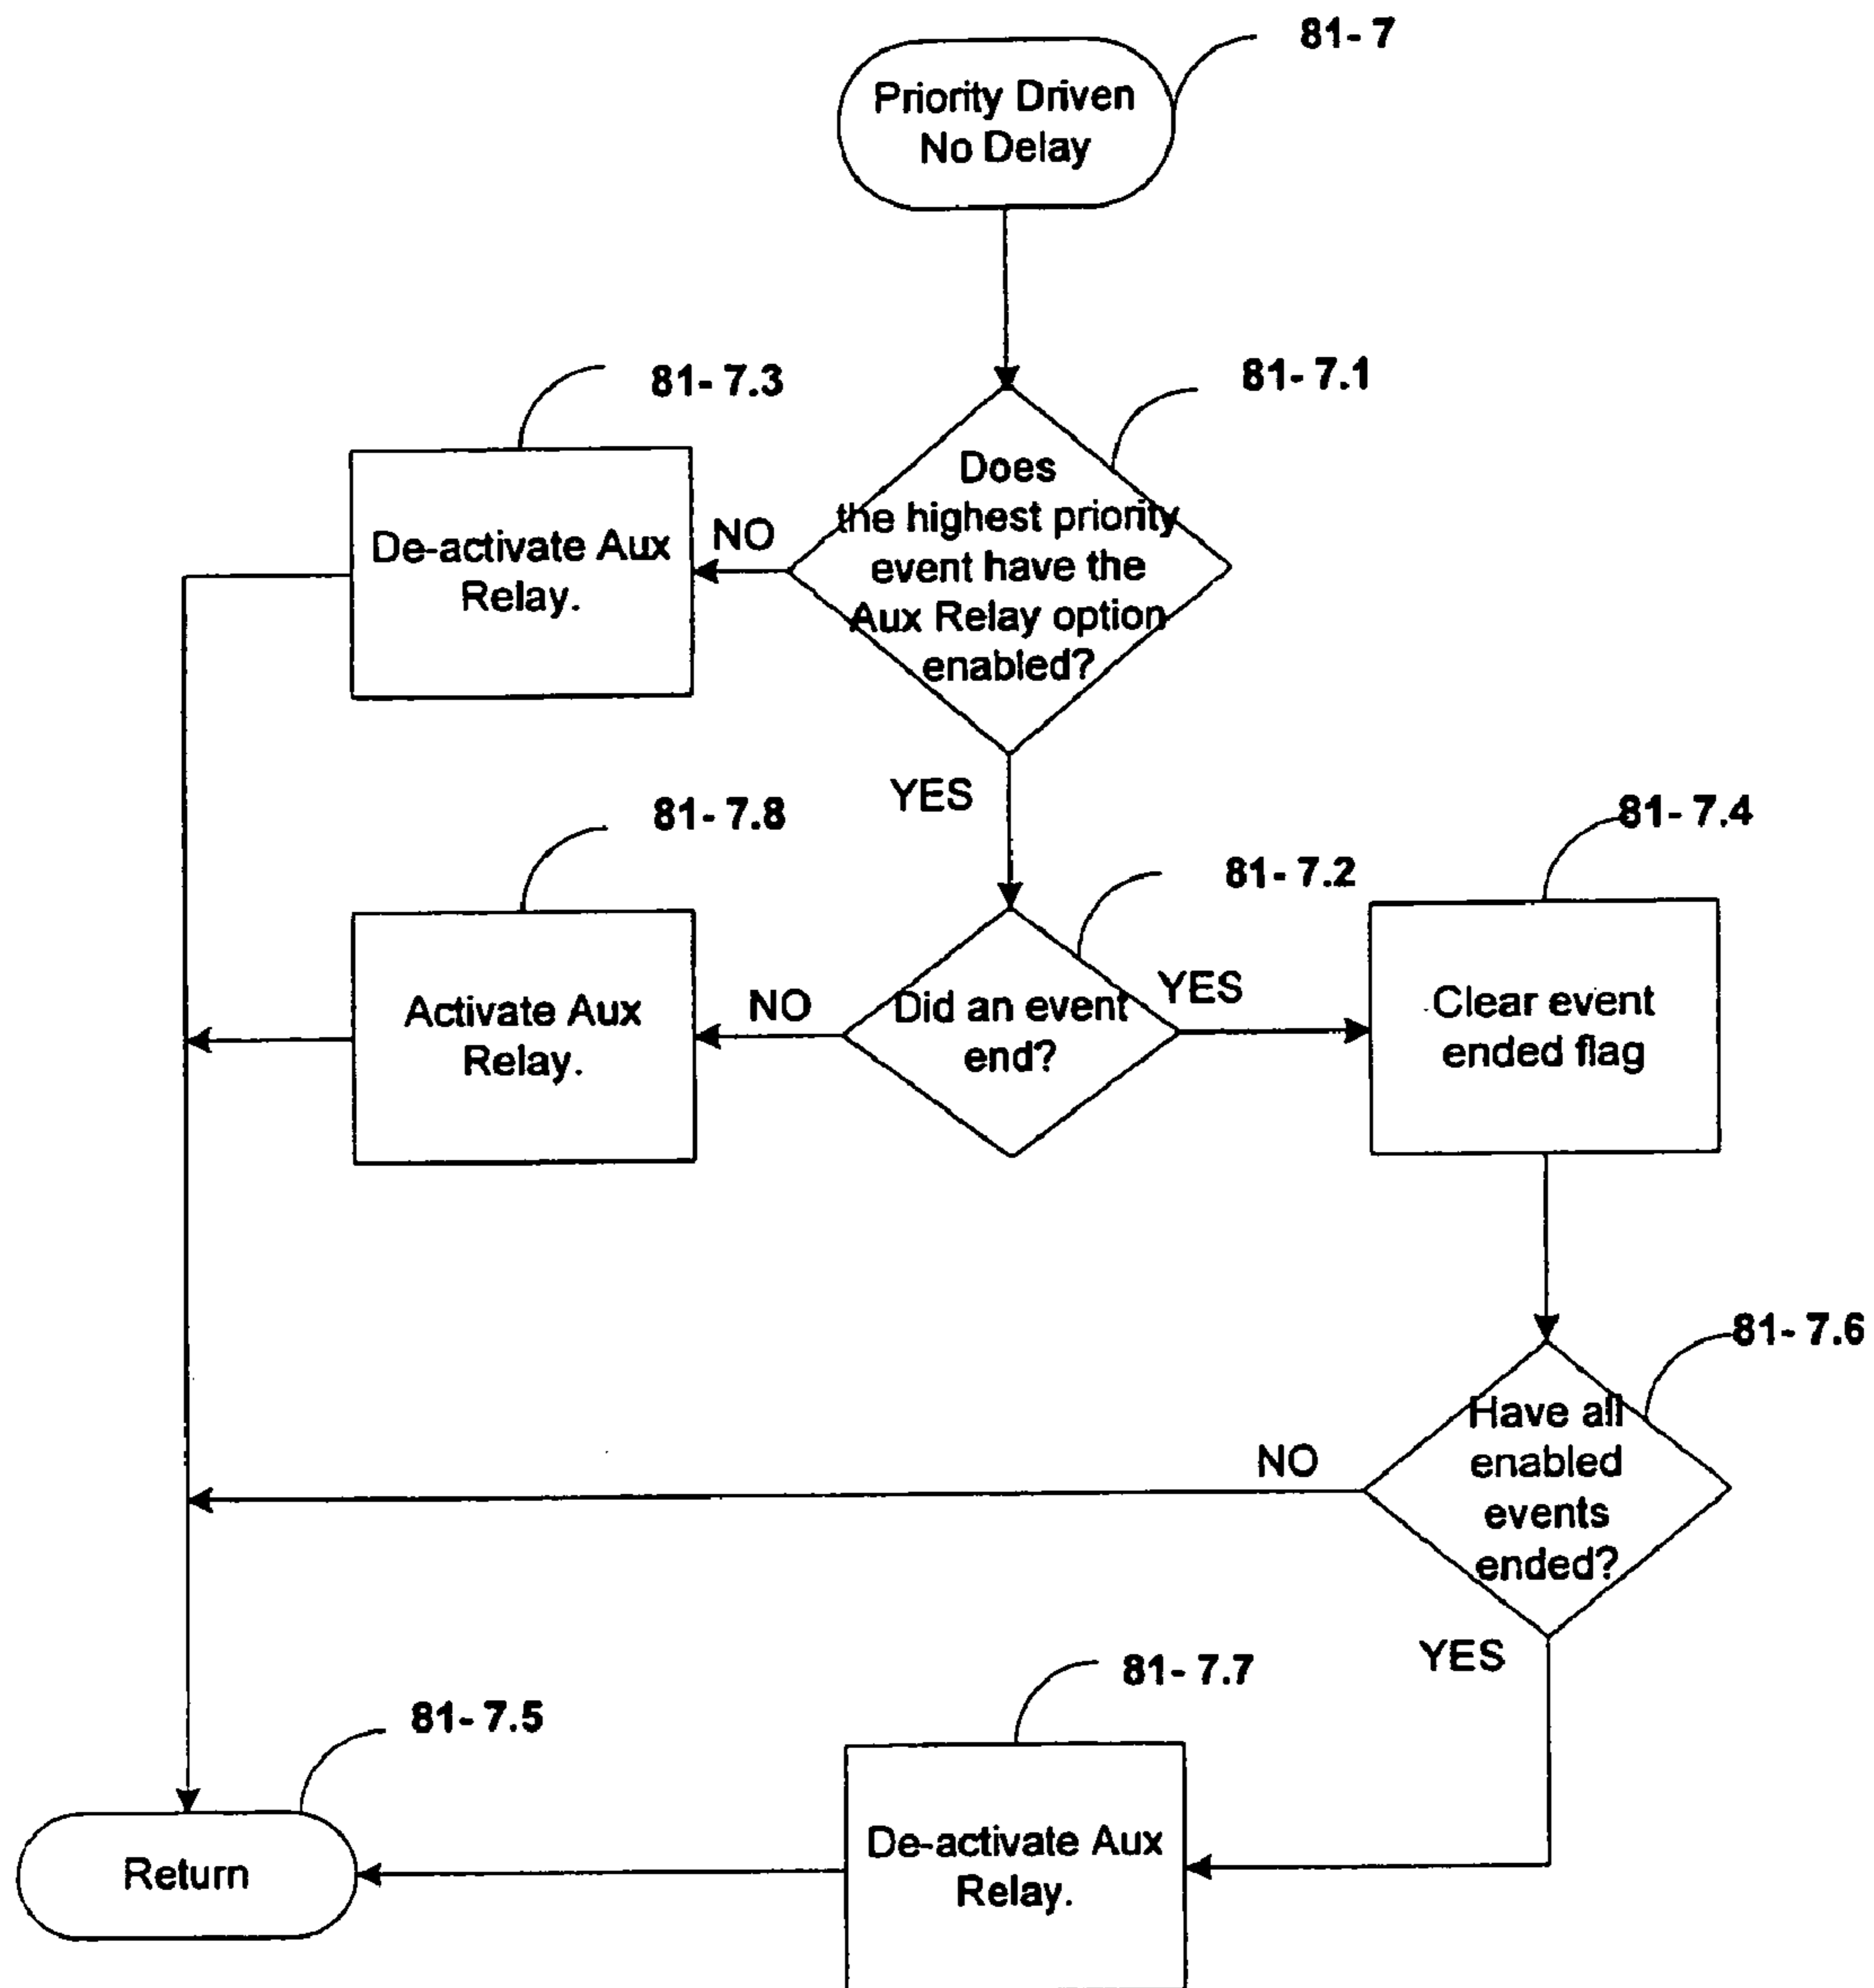 81-7
Priority Driven
No Delay
81-7.3
81-7.1
Does
the highest priority
event have the
Aux Relay option
enabled?
NO
De-activate Aux
Relay.
YES
81-7.8
81-7.4
81-7.2
Activate Aux
Relay.
NO
Did an event
end?
YES
Clear event
ended flag
81-7.6
Have all
enabled
events
ended?
NO
YES
81-7.7
81-7.5
De-activate Aux
Relay.
Return